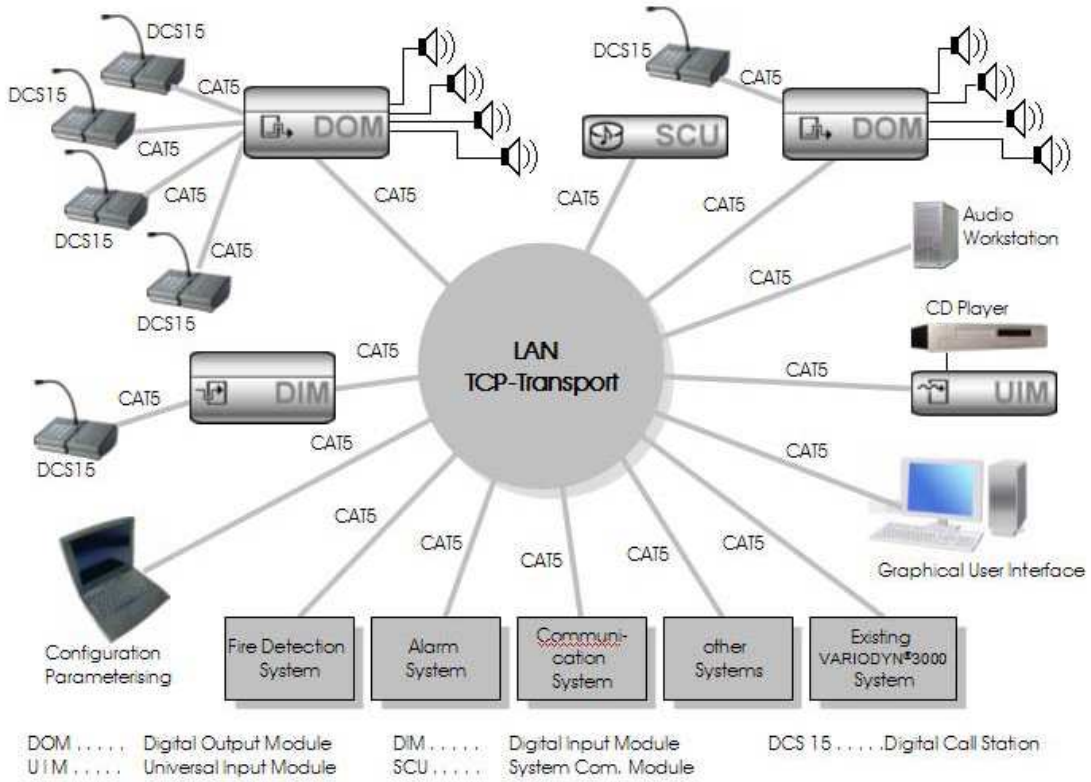 DCS15
DCS15
CAT5
DCS15
CAT5
DOM
CAT5
SCU
DOM
CAT5
CAT5
CAT5
CAT5
CAT5
DCS15
CAT5
Audio
Workstation
CAT5
DCS15
CAT5
CD Player
LAN
TCP-Transport
CAT5
DIM
CAT5
UIM
CAT5
CAT5
DCS15
CAT5
CAT5
CAT5
CAT5
CAT5
CAT5
Graphical User Interface
Configuration
Parameterising
Fire Detection
System
Alarm
System
Communi-
cation
System
other
Systems
Existing
VARIODYN®3000
System
DOM . . . . . Digital Output Module
DIM . . . . . Digital Input Module
DCS 15 . . . . .Digital Call Station
U I M . . . . . Universal Input Module
SCU . . . . . System Com. Module